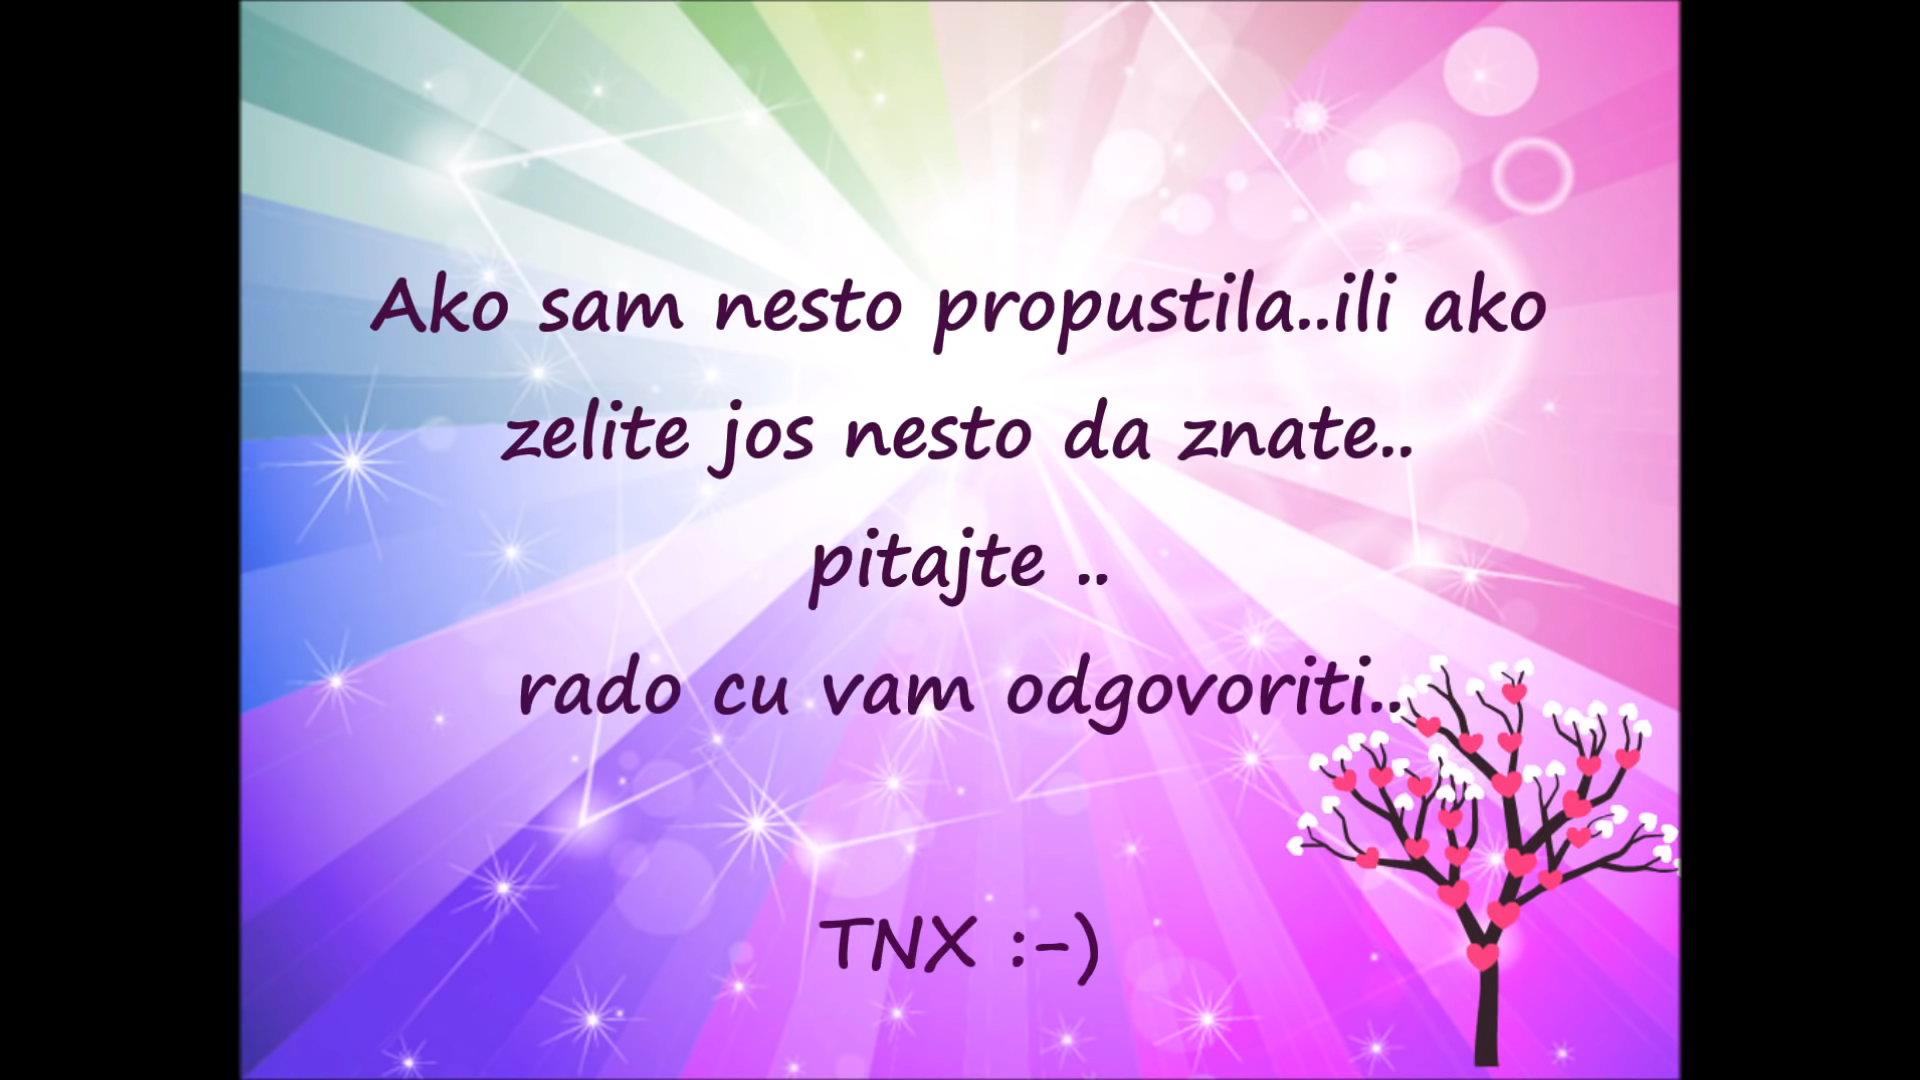 Ako sam nesto propustila..ili ako
zelite jos nesto da znate..
pitajte ..
rado cu vam odgovoriti..
TNX :-)